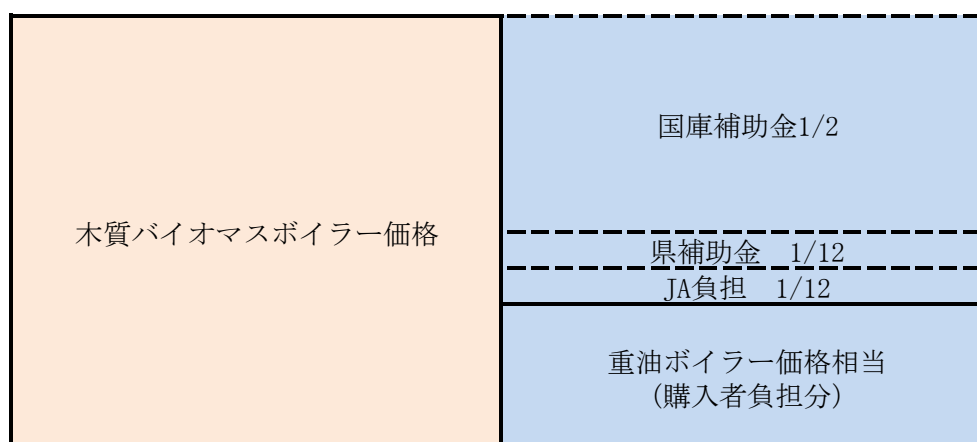 木質バイオマスボイラー価格
国庫補助金1/2
県補助金　1/12
JA負担　1/12
重油ボイラー価格相当
(購入者負担分)